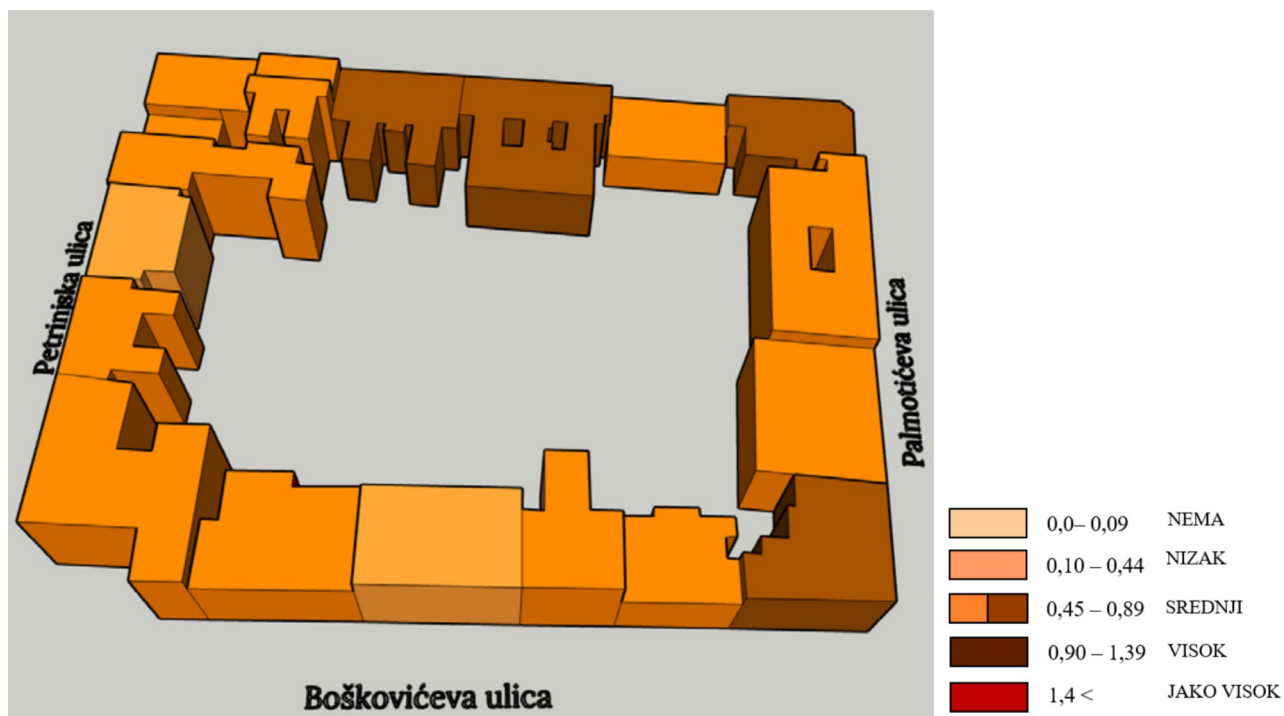 Petrinjska ulica
Palmotićeva ulica
Boškovićeva ulica
0,0– 0,09 NEMA
0,10 – 0,44 NIZAK
0,45 – 0,89 SREDNJI
0,90 – 1,39 VISOK
1,4 < JAKO VISOK